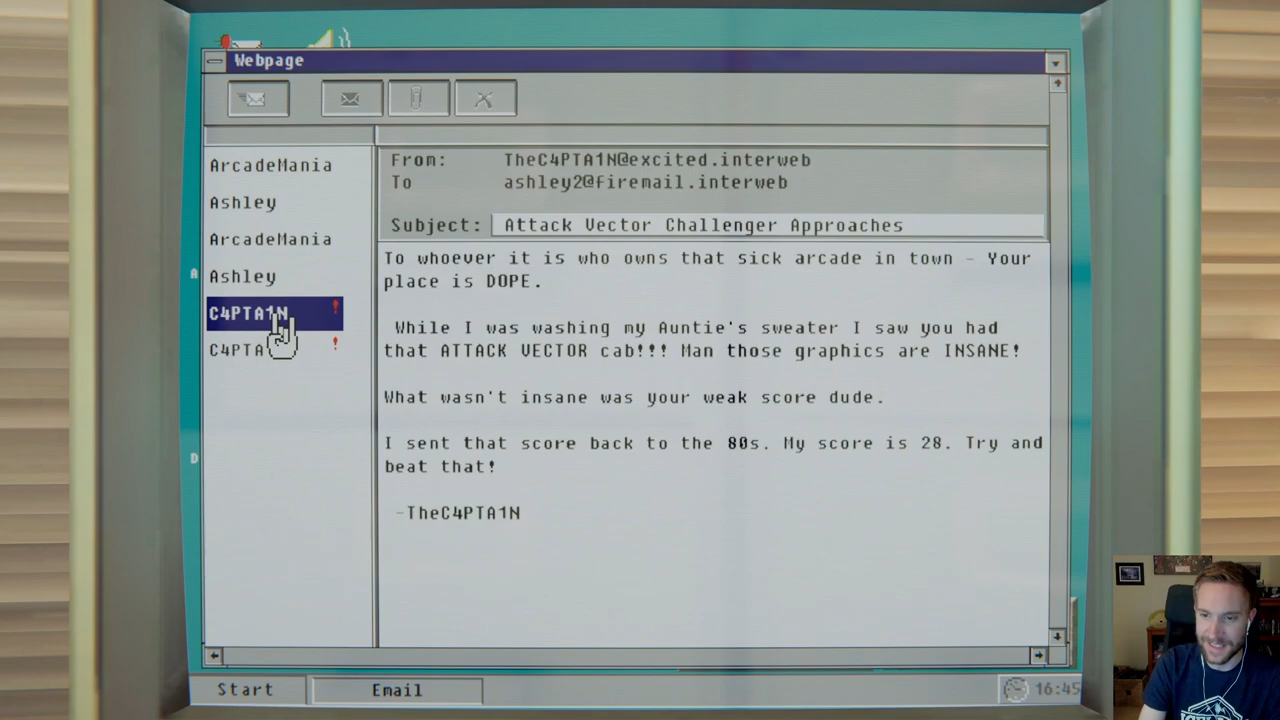 Webpage
ArcadeMania
Ashley
ArcadeMania
Ashley
C4PTA1N !
C4PTA !
From: TheC4PTA1N@excited.interweb
To ashley2@firemail.interweb
Subject: Attack Vector Challenger Approaches
To whoever it is who owns that sick arcade in town - Your
place is DOPE.
While I was washing my Auntie's sweater I saw you had
that ATTACK VECTOR cab!!! Man those graphics are INSANE!
What wasn't insane was your weak score dude.
I sent that score back to the 80s. My score is 28. Try and
beat that!
-TheC4PTA1N
A
D
Start
Email
16:45